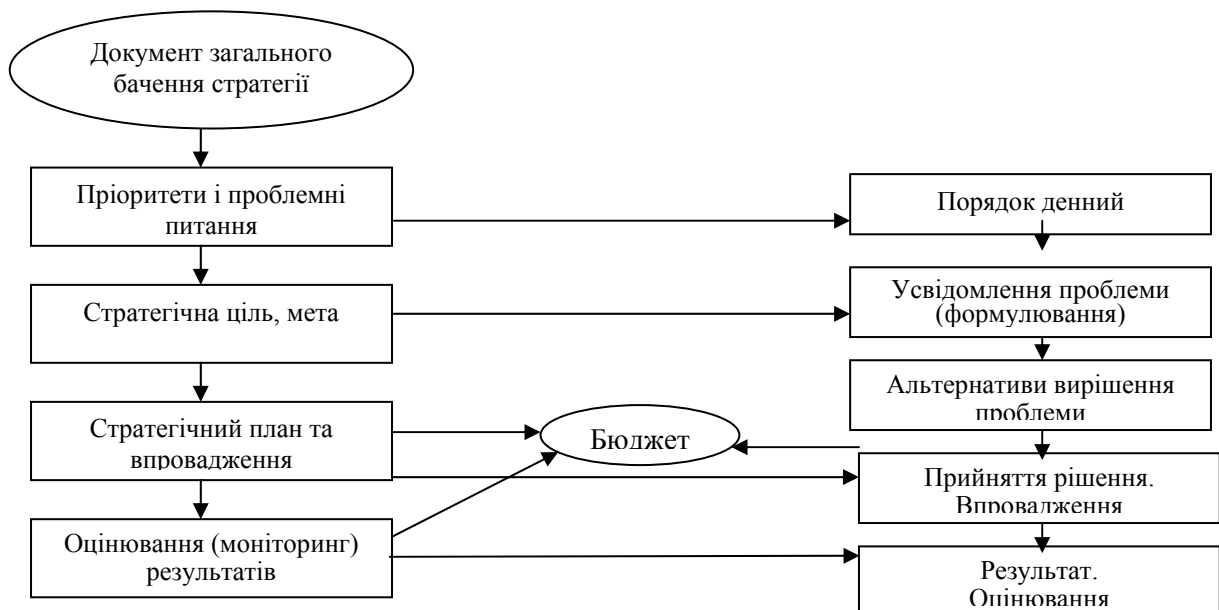 Документ загального
бачення стратегії
Пріоритети і проблемні
питання
Порядок денний
Стратегічна ціль, мета
Усвідомлення проблеми
(формулювання)
Альтернативи вирішення
проблеми
Стратегічний план та
впровадження
Бюджет
Прийняття рішення.
Впровадження
Оцінювання (моніторинг)
результатів
Результат.
Оцінювання